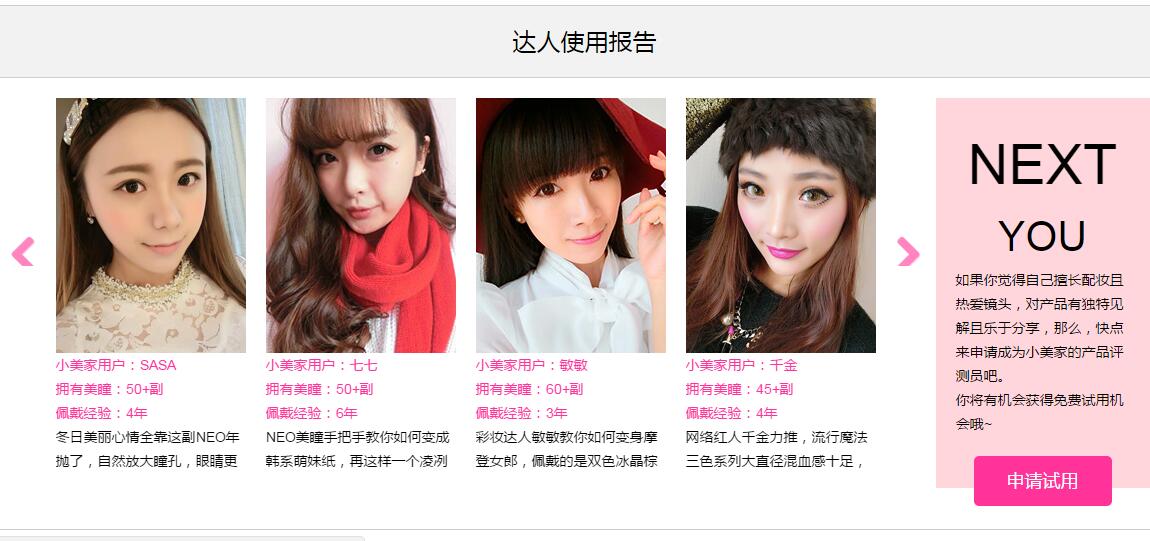 达人使用报告
小美家用户：SASA
拥有美瞳：50+副
佩戴经验：4年
冬日美丽心情全靠这副NEO年
抛了，自然放大瞳孔，眼睛更
小美家用户：七七
拥有美瞳：50+副
佩戴经验：6年
NEO美瞳手把手教你如何变成
韩系萌妹纸，再这样一个凌冽
小美家用户：敏敏
拥有美瞳：60+副
佩戴经验：3年
彩妆达人敏敏教你如何变身摩
登女郎，佩戴的是双色冰晶棕
小美家用户：千金
拥有美瞳：45+副
佩戴经验：4年
网络红人千金力推，流行魔法
三色系列大直径混血感十足，
NEXT
YOU
如果你觉得自己擅长配妆且
热爱镜头，对产品有独特见
解且乐于分享，那么，快点
来申请成为小美家的产品评
测员吧。
你将有机会获得免费试用机
会哦~
申请试用